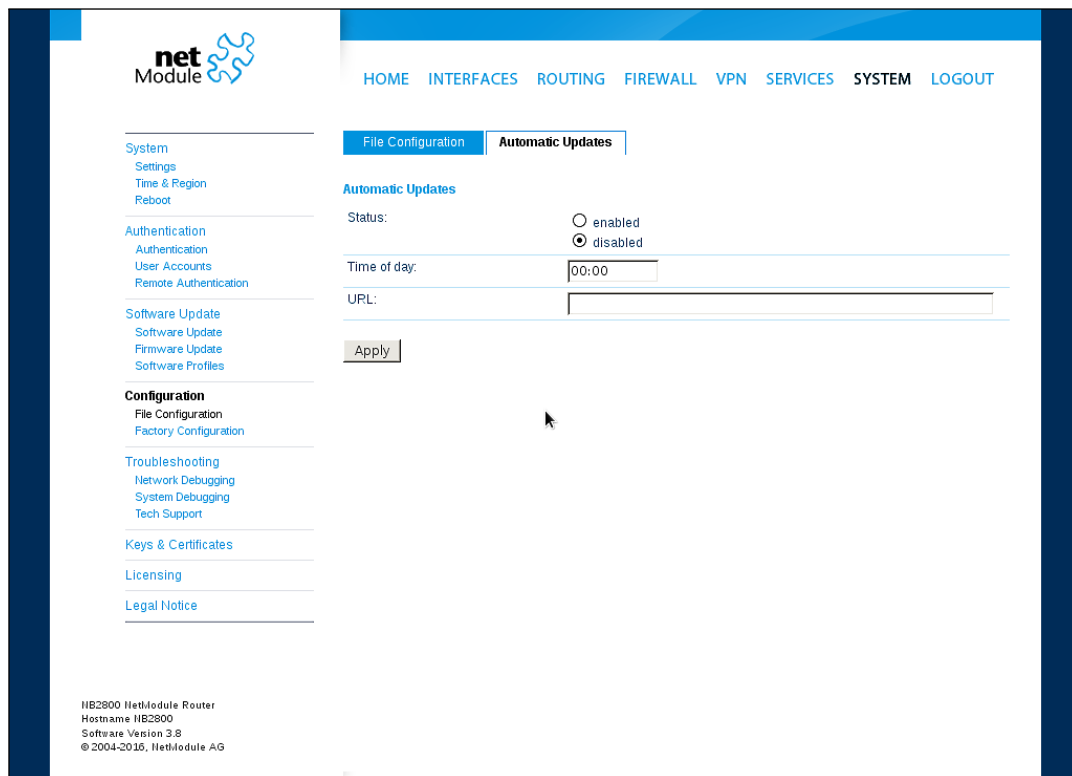 net
Module
HOME INTERFACES ROUTING FIREWALL VPN SERVICES SYSTEM LOGOUT
System
Settings
Time & Region
Reboot
Authentication
Authentication
User Accounts
Remote Authentication
Software Update
Software Update
Firmware Update
Software Profiles
Configuration
File Configuration
Factory Configuration
Troubleshooting
Network Debugging
System Debugging
Tech Support
Keys & Certificates
Licensing
Legal Notice
File Configuration Automatic Updates
Automatic Updates
Status:
enabled
disabled
Time of day: 00:00
URL:
Apply
NB2800 NetModule Router
Hostname NB2800
Software Version 3.8
© 2004-2016, NetModule AG